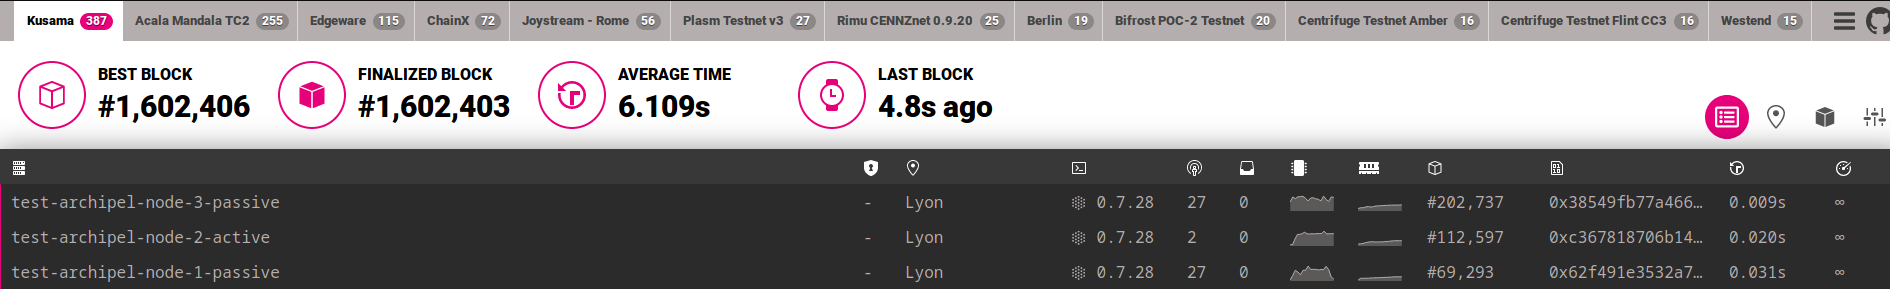 Kusama 387 Acala Mandala TC2 255 Edgeware 115 ChainX 72 Joystream - Rome 56 Plasm Testnet v3 27 Rimu CENNZnet 0.9.20 25 Berlin 19 Bifrost POC-2 Testnet 20 Centrifuge Testnet Amber 16 Centrifuge Testnet Flint CC3 16 Westend 15
BEST BLOCK FINALIZED BLOCK AVERAGE TIME LAST BLOCK
#1,602,406 #1,602,403 6.109s 4.8s ago
test-archipel-node-3-passive - Lyon 0.7.28 27 0 #202,737 0x38549fb77a466… 0.009s ∞
test-archipel-node-2-active - Lyon 0.7.28 2 0 #112,597 0xc367818706b14… 0.020s ∞
test-archipel-node-1-passive - Lyon 0.7.28 27 0 #69,293 0x62f491e3532a7… 0.031s ∞